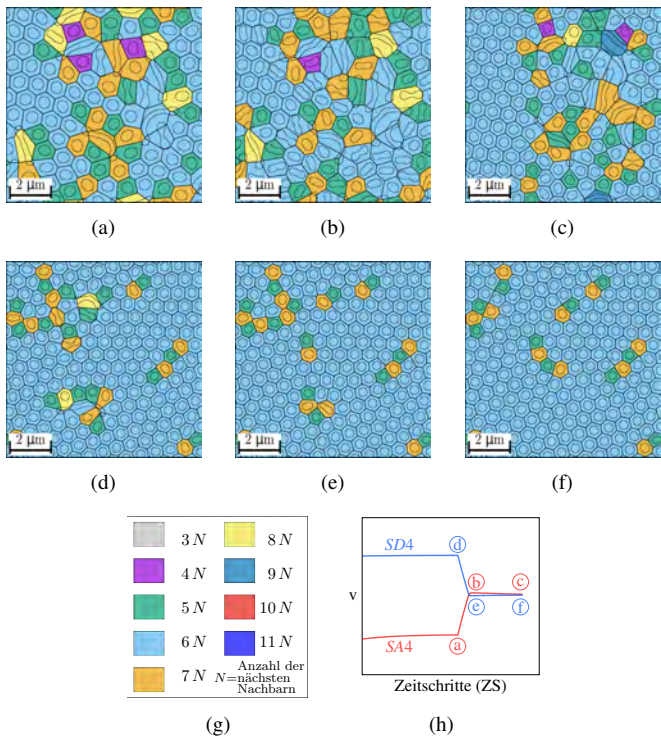 2 μm
2 μm
2 μm
(a)
(b)
(c)
2 μm
2 μm
2 μm
(d)
(e)
(f)
3 N
8 N
4 N
9 N
5 N
10 N
6 N
11 N
7 N
N=Anzahl der
nächsten
Nachbarn
(g)
v
SD4
d
b
c
e
f
SA4
a
Zeitschritte (ZS)
(h)